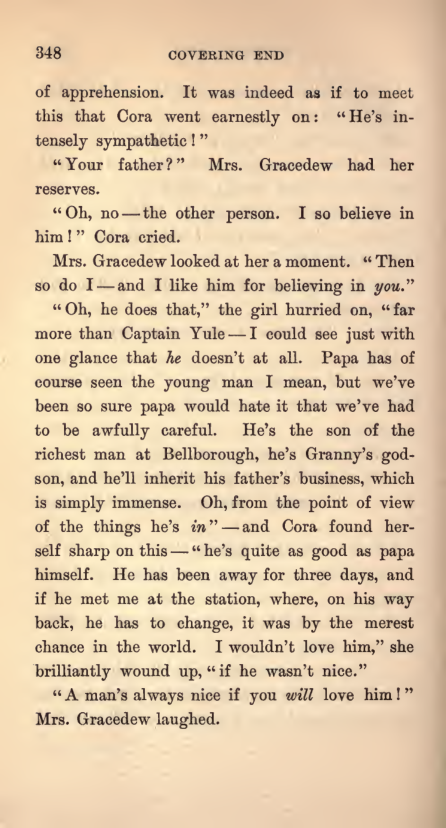 348 COVERING END
of apprehension. It was indeed as if to meet
this that Cora went earnestly on: “He’s in-
tensely sympathetic!”
“Your father?” Mrs. Gracedew had her
reserves.
“Oh, no—the other person. I so believe in
him!” Cora cried.
Mrs. Gracedew looked at her a moment. “Then
so do I—and I like him for believing in you.”
“Oh, he does that,” the girl hurried on, “far
more than Captain Yule—I could see just with
one glance that he doesn’t at all. Papa has of
course seen the young man I mean, but we’ve
been so sure papa would hate it that we’ve had
to be awfully careful. He’s the son of the
richest man at Bellborough, he’s Granny’s god-
son, and he’ll inherit his father’s business, which
is simply immense. Oh, from the point of view
of the things he’s in”—and Cora found her-
self sharp on this—“he’s quite as good as papa
himself. He has been away for three days, and
if he met me at the station, where, on his way
back, he has to change, it was by the merest
chance in the world. I wouldn’t love him,” she
brilliantly wound up, “if he wasn’t nice.”
“A man’s always nice if you will love him!”
Mrs. Gracedew laughed.